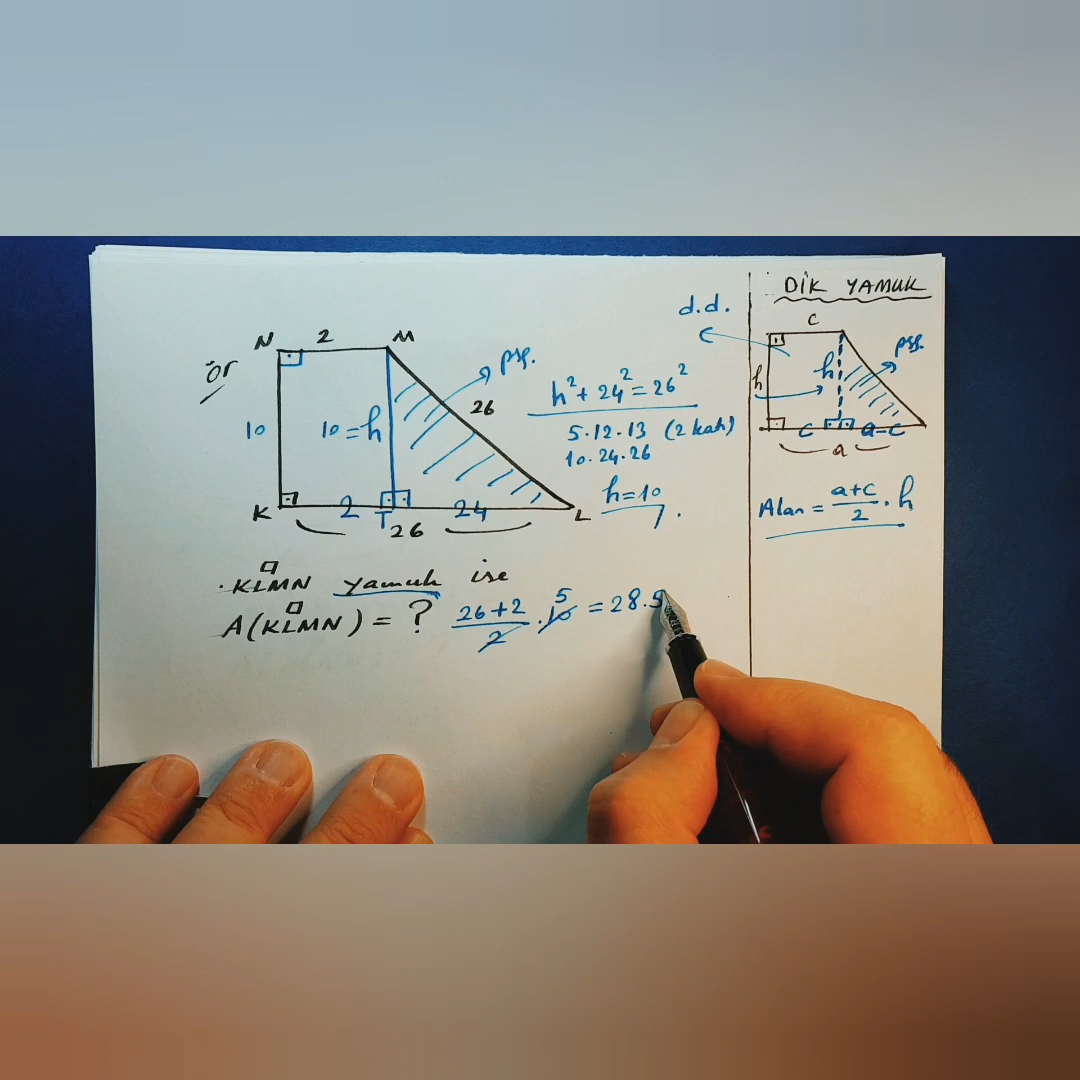 DİK YAMUK
d.d.
c
h
h
psg.
c
a-c
a
Alan = a+c/2 . h
ör
N 2 M
psg.
10
10=h
26
K 2 T 24 L
26
h²+24²=26²
5.12.13 (2 katı)
10.24.26
h=10
KLMN yamuk ise
A(KLMN) = ? 26+2/2 . 10 5 = 28.5